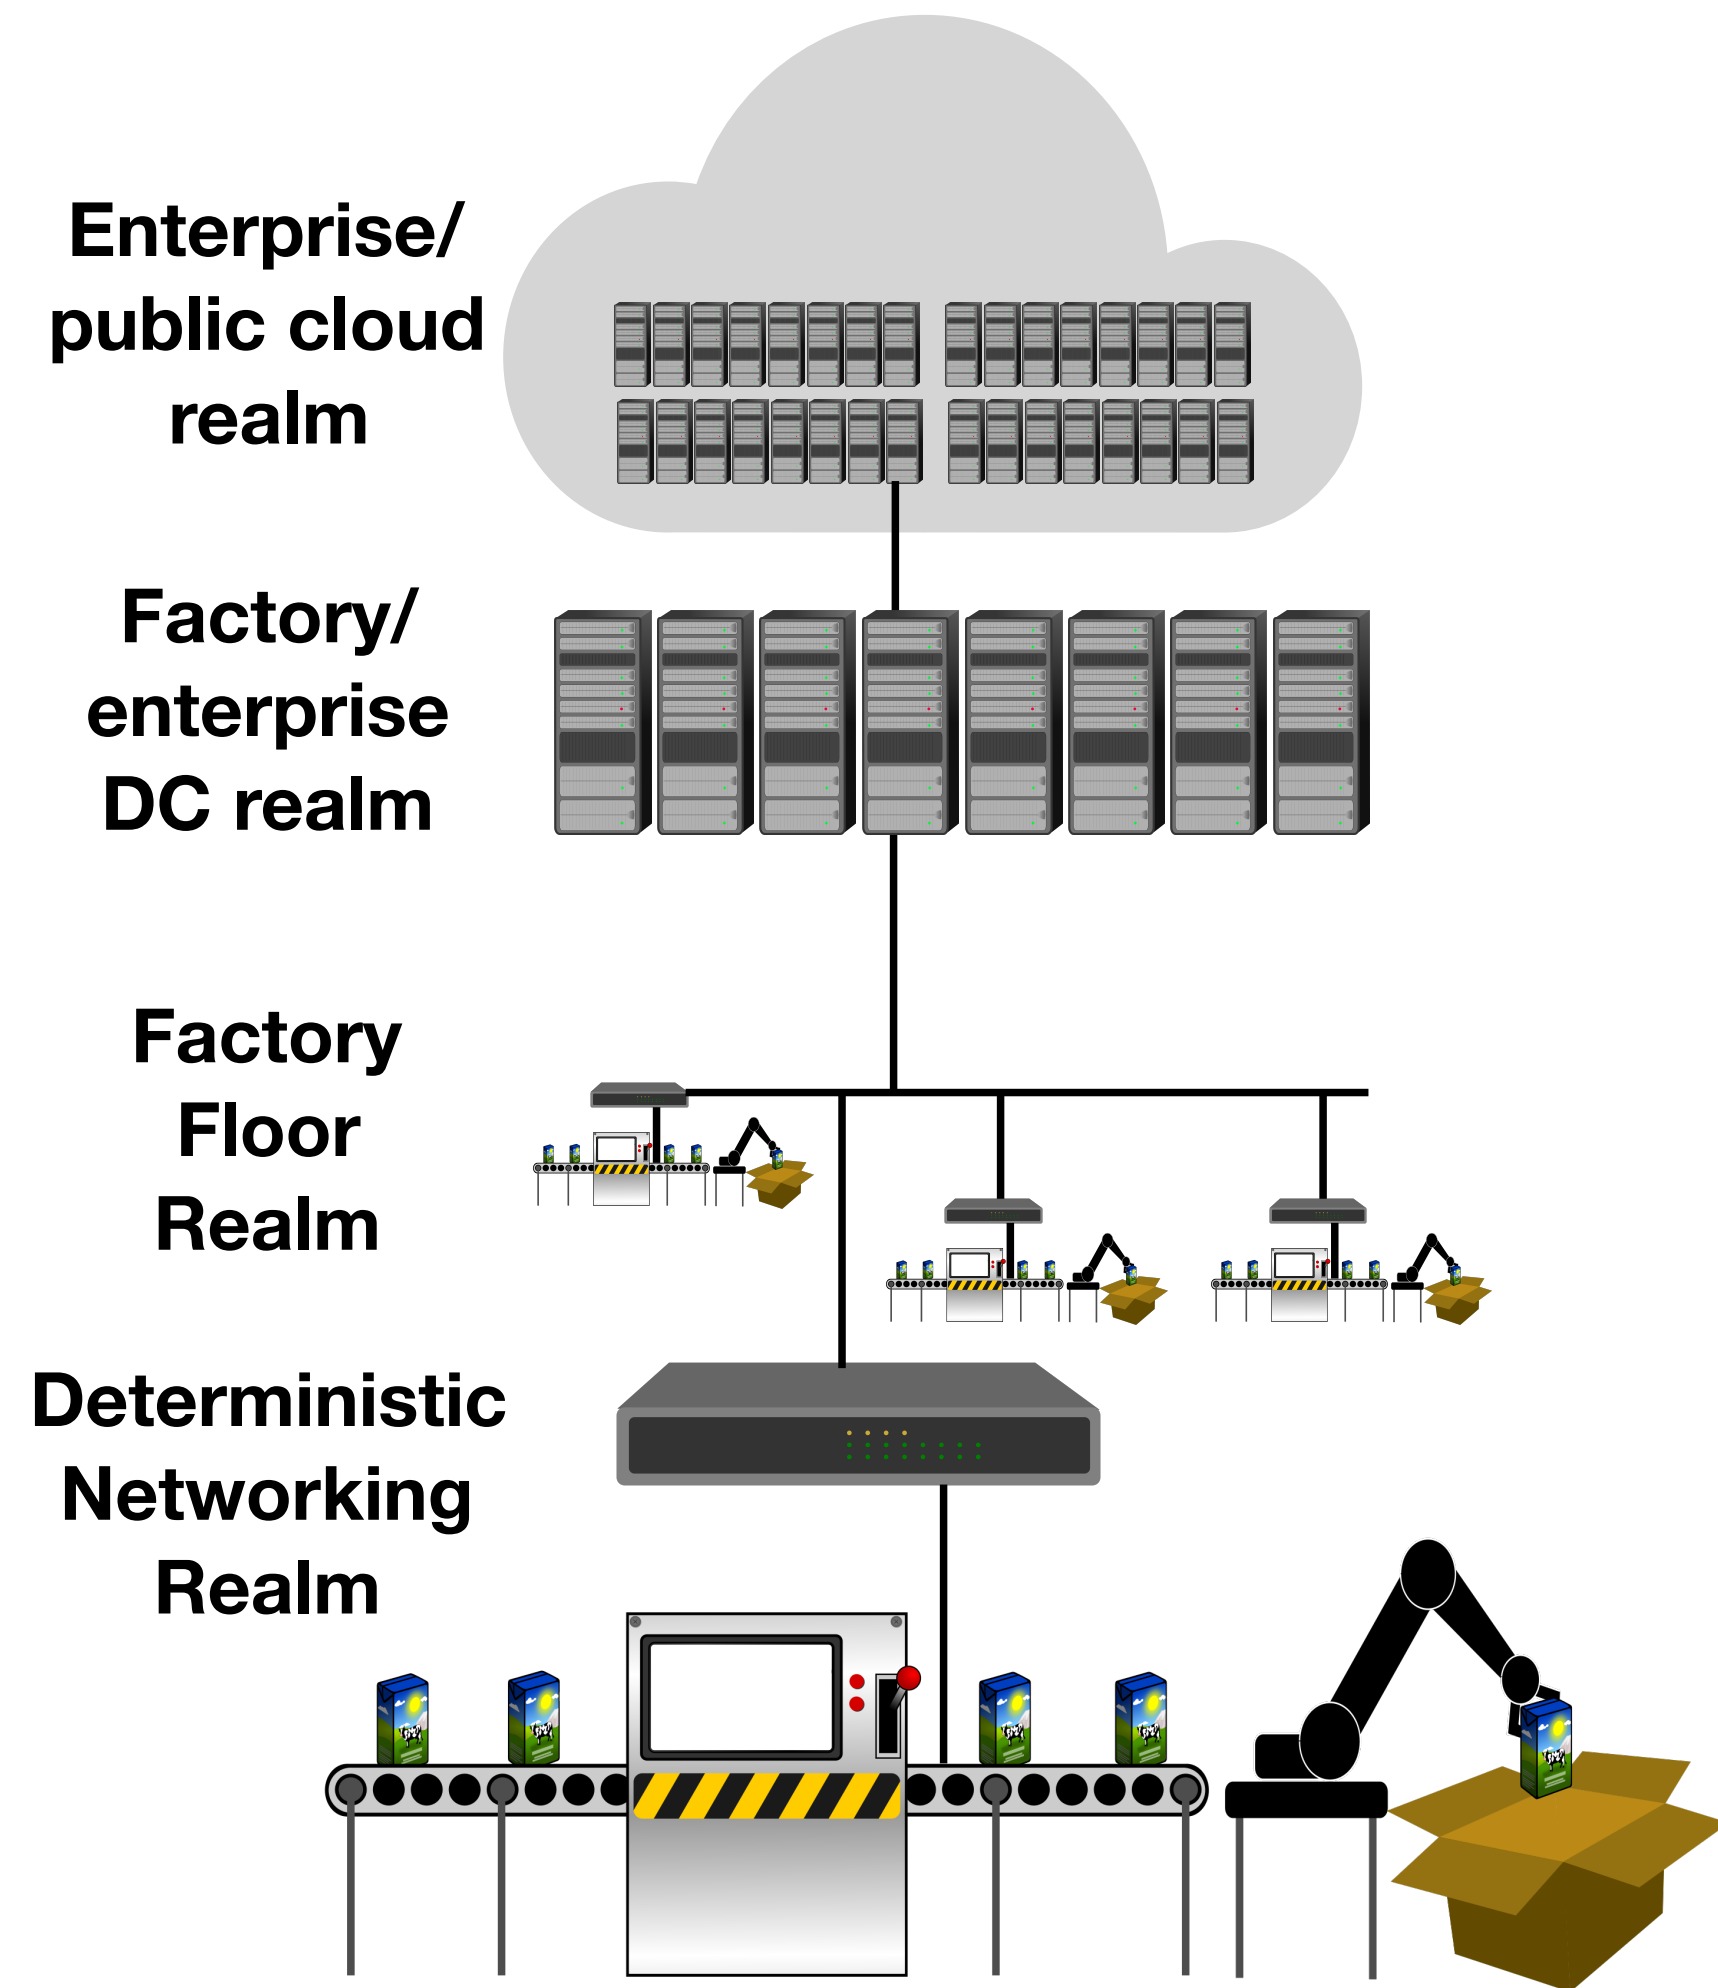 Enterprise/
public cloud
realm
Factory/
enterprise
DC realm
Factory
Floor
Realm
Deterministic
Networking
Realm